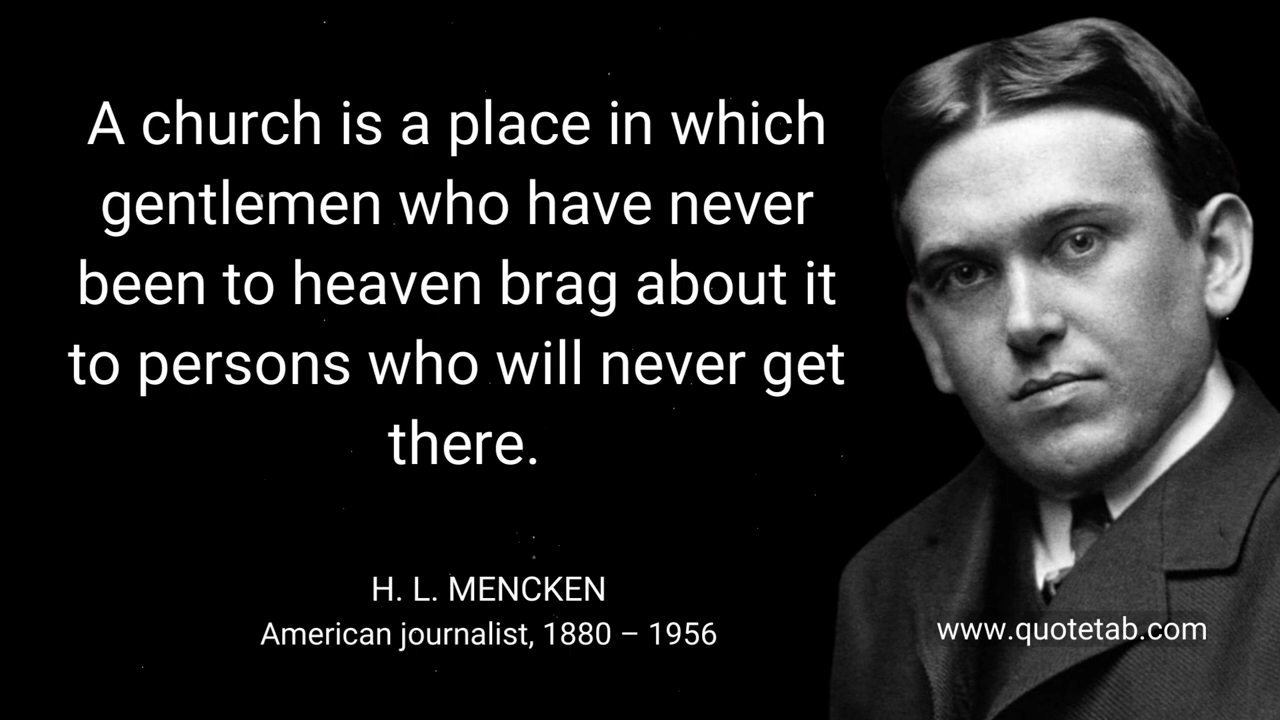 A church is a place in which
gentlemen who have never
been to heaven brag about it
to persons who will never get
there.
H. L. MENCKEN
American journalist, 1880 – 1956
www.quotetab.com